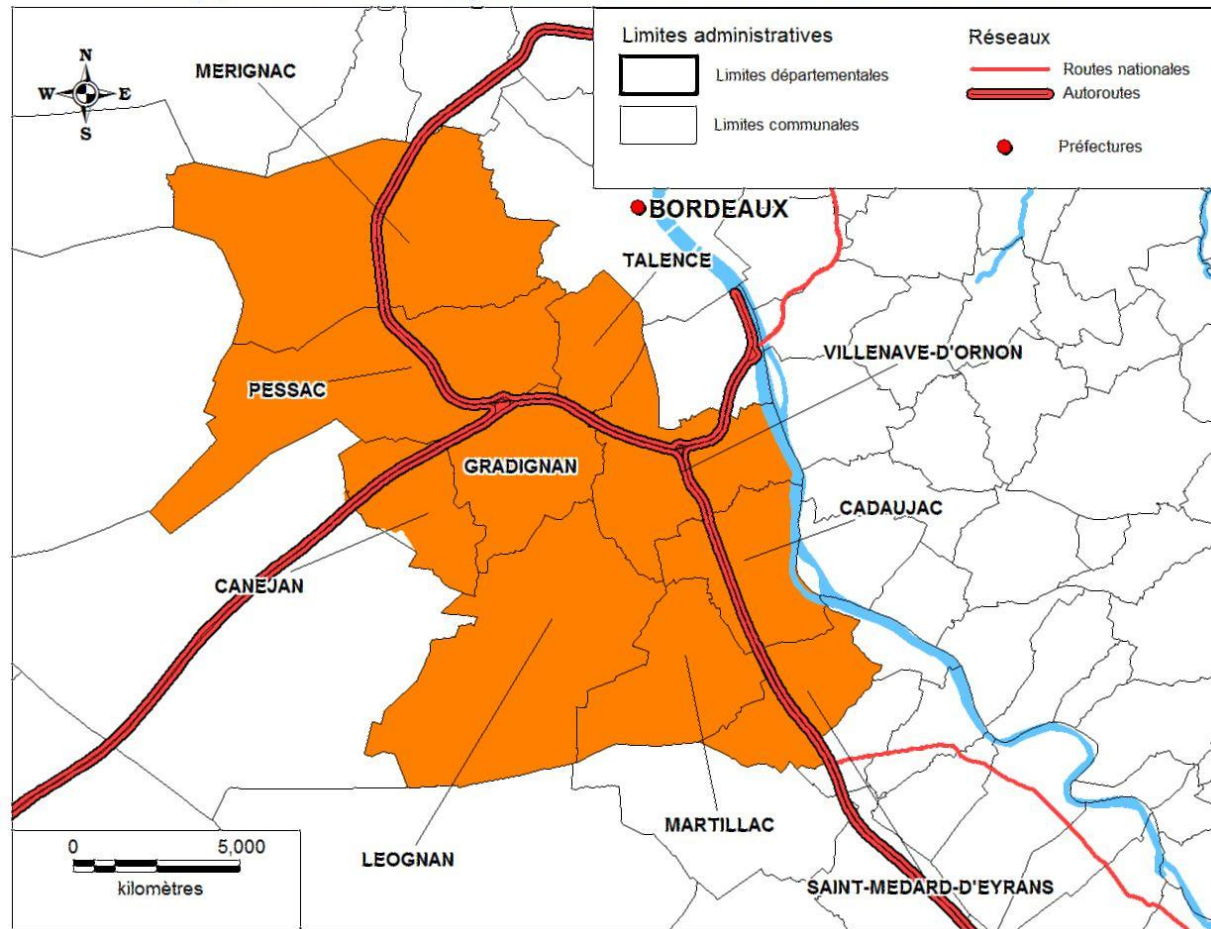 Limites administratives
Réseaux
Limites départementales
Routes nationales
Autoroutes
Limites communales
Préfectures
N
W
E
S
MERIGNAC
BORDEAUX
TALENCE
VILLENAVE-D'ORNON
PESSAC
GRADIGNAN
CADAUJAC
CANEJAN
MARTILLAC
LEOGNAN
SAINT-MEDARD-D'EYRANS
0
5,000
kilomètres